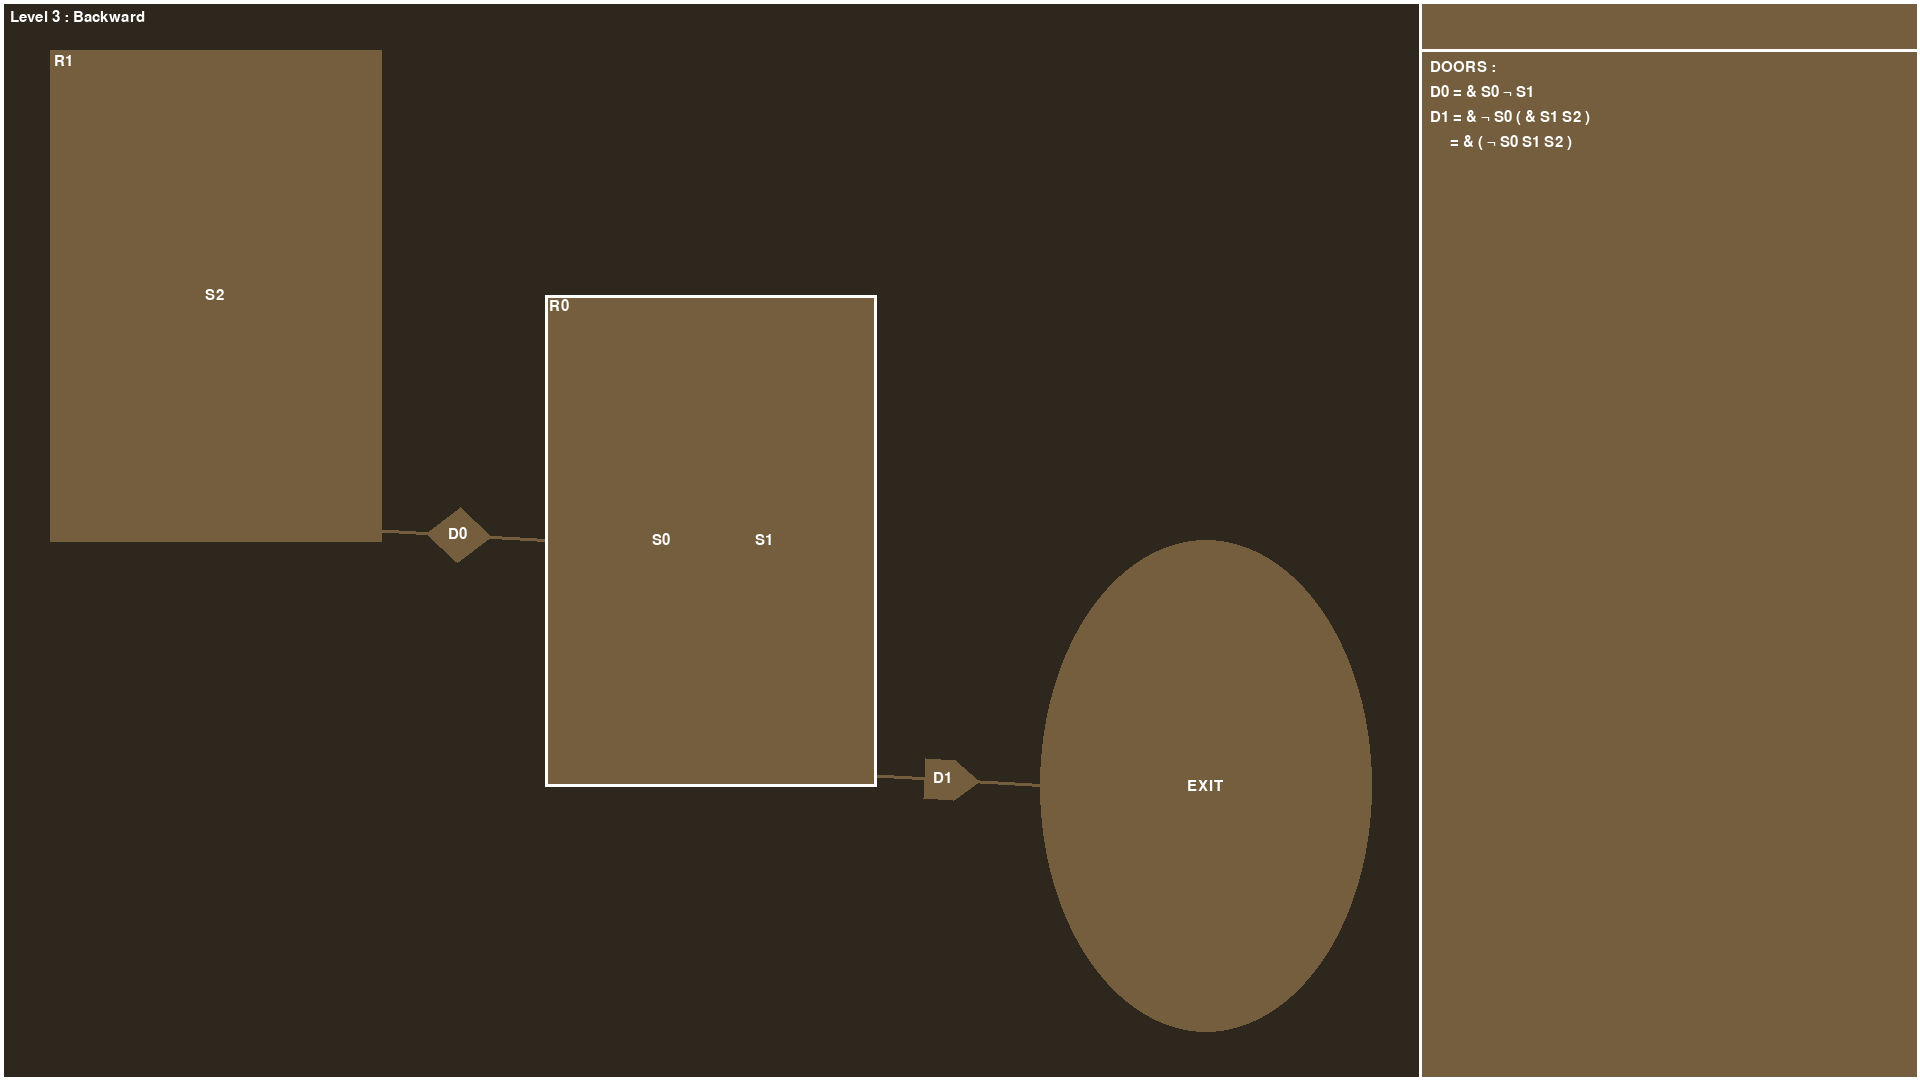 Level 3 : Backward
R1
S2
D0
R0
S0 S1
D1
EXIT
DOORS :
D0 = & S0 ¬ S1
D1 = & ¬ S0 ( & S1 S2 )
= & ( ¬ S0 S1 S2 )